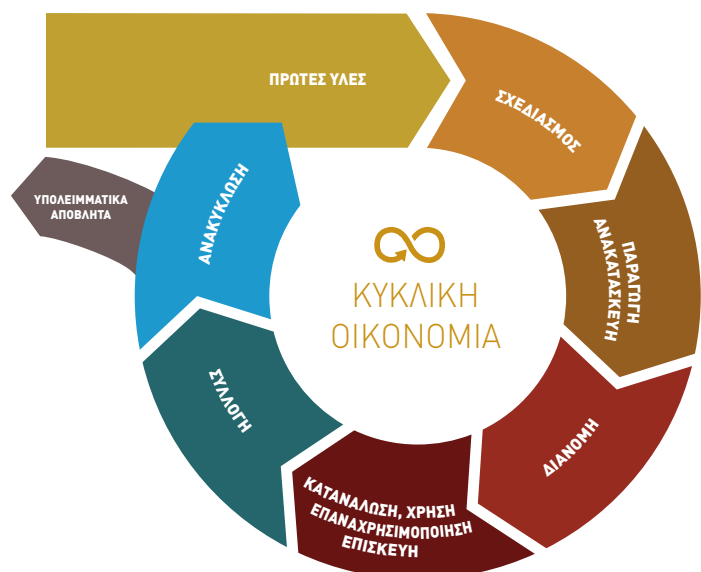 ΠΡΩΤΕΣ ΥΛΕΣ
ΣΧΕΔΙΑΣΜΟΣ
ΠΑΡΑΓΩΓΗ
ΑΝΑΚΑΤΑΣΚΕΥΗ
ΔΙΑΝΟΜΗ
ΚΑΤΑΝΑΛΩΣΗ, ΧΡΗΣΗ
ΕΠΑΝΑΧΡΗΣΙΜΟΠΟΙΗΣΗ
ΕΠΙΣΚΕΥΗ
ΣΥΛΛΟΓΗ
ΑΝΑΚΥΚΛΩΣΗ
ΥΠΟΛΕΙΜΜΑΤΙΚΑ
ΑΠΟΒΛΗΤΑ
ΚΥΚΛΙΚΗ
ΟΙΚΟΝΟΜΙΑ